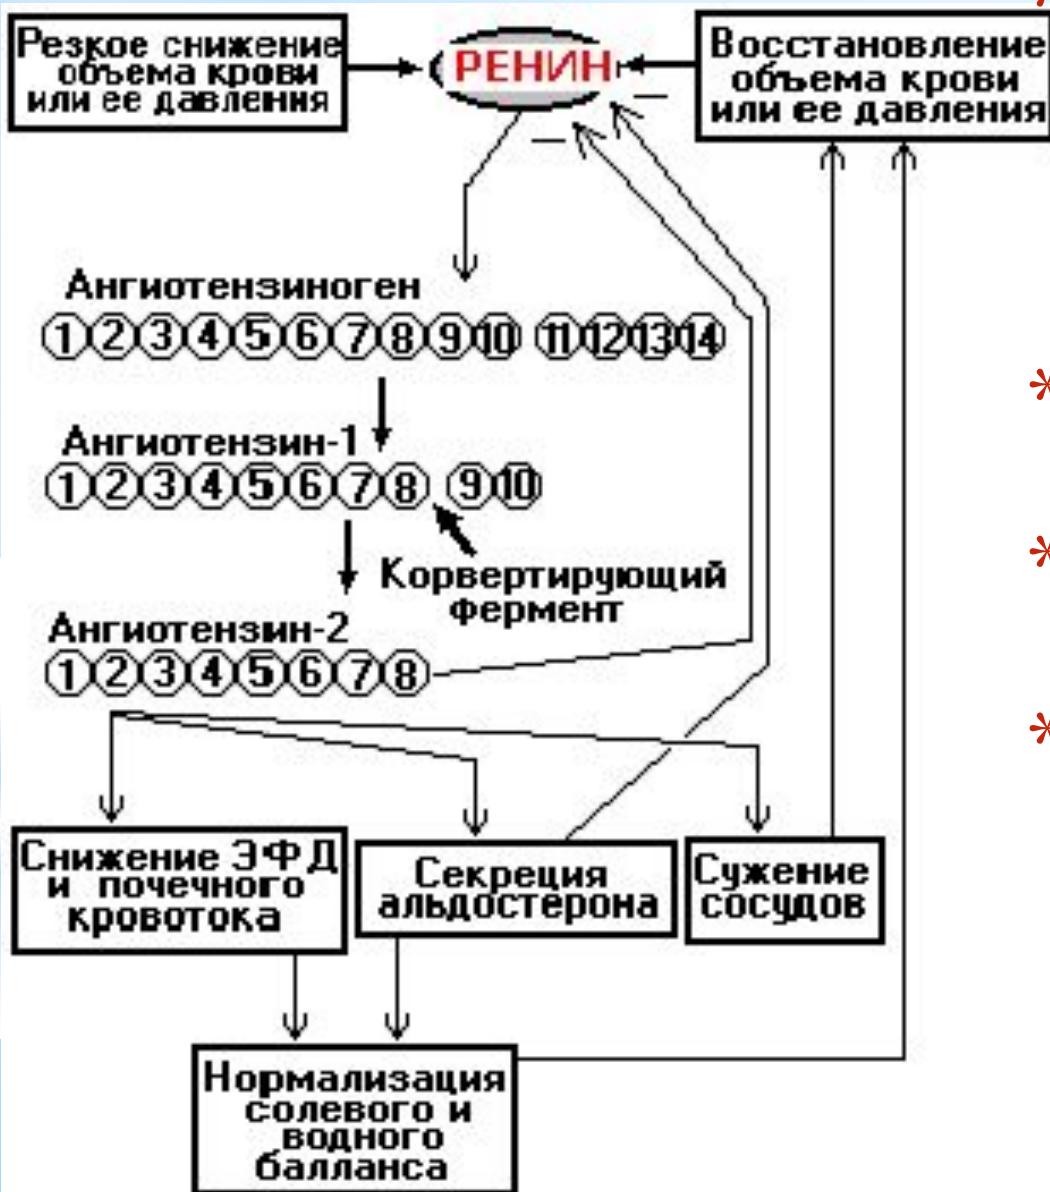 Резкое снижение
объема крови
или ее давления
РЕНИН
Восстановление
объема крови
или ее давления
Ангиотензиноген
1 2 3 4 5 6 7 8 9 10 11 12 13 14
Ангиотензин-1
1 2 3 4 5 6 7 8 9 10
Корвертирующий
фермент
Ангиотензин-2
1 2 3 4 5 6 7 8
Снижение ЭФД
и почечного
кровотока
Секреция
альдостерона
Сужение
сосудов
Нормализация
солевого и
водного
балланса